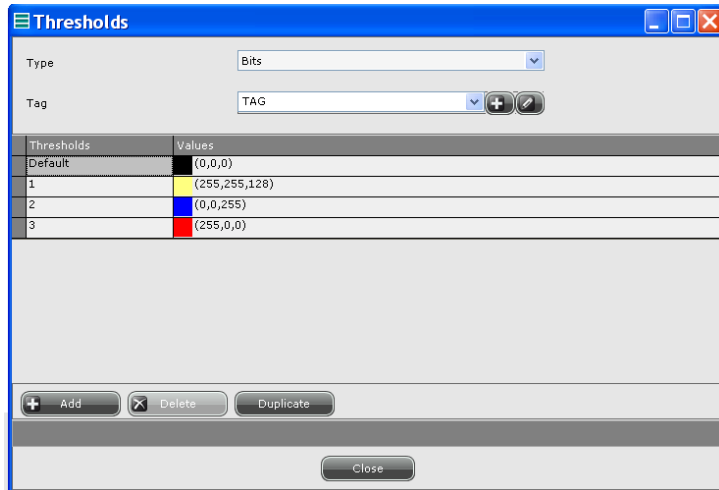 Thresholds
Type Bits
Tag TAG
Thresholds Values
Default (0,0,0)
1 (255,255,128)
2 (0,0,255)
3 (255,0,0)
Add Delete Duplicate
Close